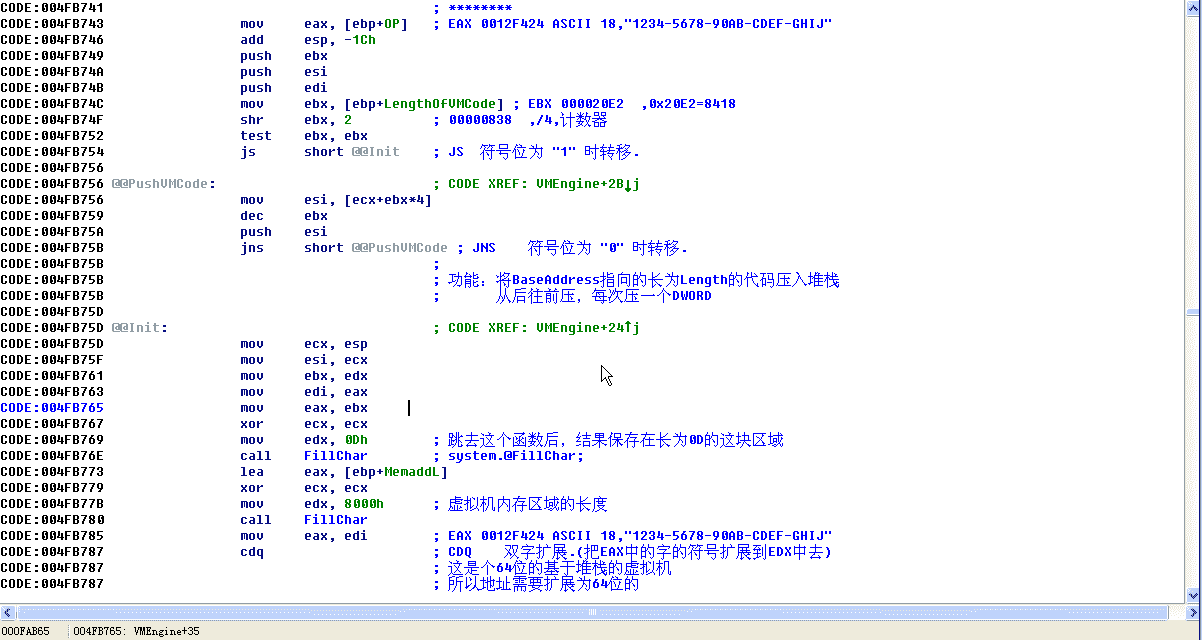 CODE:004FB741 ; ********
CODE:004FB743 mov eax, [ebp+OP] ; EAX 0012F424 ASCII 18,"1234-5678-90AB-CDEF-GHIJ"
CODE:004FB746 add esp, -1Ch
CODE:004FB749 push ebx
CODE:004FB74A push esi
CODE:004FB74B push edi
CODE:004FB74C mov ebx, [ebp+LengthOfVMCode] ; EBX 000020E2 ,0x20E2=8418
CODE:004FB74F shr ebx, 2 ; 00000838 ,/4,计数器
CODE:004FB752 test ebx, ebx
CODE:004FB754 js short @@Init ; JS 符号位为 "1" 时转移.
CODE:004FB756
CODE:004FB756 @@PushVMCode: ; CODE XREF: VMEngine+2B↓j
CODE:004FB756 mov esi, [ecx+ebx*4]
CODE:004FB759 dec ebx
CODE:004FB75A push esi
CODE:004FB75B jns short @@PushVMCode ; JNS 符号位为 "0" 时转移.
CODE:004FB75B ;
CODE:004FB75B ; 功能：将BaseAddress指向的长为Length的代码压入堆栈
CODE:004FB75B ; 从后往前压，每次压一个DWORD
CODE:004FB75D
CODE:004FB75D @@Init: ; CODE XREF: VMEngine+24↑j
CODE:004FB75D mov ecx, esp
CODE:004FB75F mov esi, ecx
CODE:004FB761 mov ebx, edx
CODE:004FB763 mov edi, eax
CODE:004FB765 mov eax, ebx
CODE:004FB767 xor ecx, ecx
CODE:004FB769 mov edx, 0Dh ; 跳去这个函数后，结果保存在长为0D的这块区域
CODE:004FB76E call FillChar ; system.@FillChar;
CODE:004FB773 lea eax, [ebp+MemaddL]
CODE:004FB779 xor ecx, ecx
CODE:004FB77B mov edx, 8000h ; 虚拟机内存区域的长度
CODE:004FB780 call FillChar
CODE:004FB785 mov eax, edi ; EAX 0012F424 ASCII 18,"1234-5678-90AB-CDEF-GHIJ"
CODE:004FB787 cdq ; CDQ 双字扩展.(把EAX中的字的符号扩展到EDX中去)
CODE:004FB787 ; 这是个64位的基于堆栈的虚拟机
CODE:004FB787 ; 所以地址需要扩展为64位的
000FAB65 004FB765: VMEngine+35